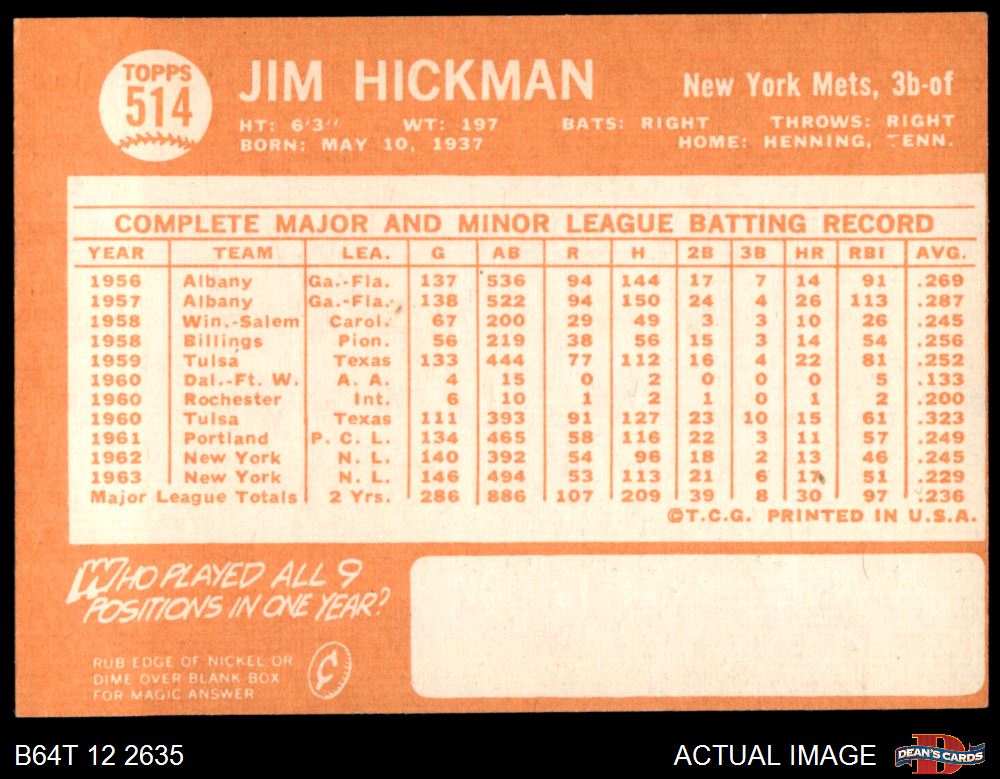 TOPPS
514
JIM HICKMAN
New York Mets, 3b-of
HT: 6'3" WT: 197 BATS: RIGHT THROWS: RIGHT
BORN: MAY 10, 1937 HOME: HENNING, TENN.
COMPLETE MAJOR AND MINOR LEAGUE BATTING RECORD
YEAR TEAM LEA. G AB R H 2B 3B HR RBI AVG.
1956 Albany Ga.-Fla. 137 536 94 144 17 7 14 91 .269
1957 Albany Ga.-Fla. 138 522 94 150 24 4 26 113 .287
1958 Win.-Salem Carol. 67 200 29 49 3 3 10 26 .245
1958 Billings Pion. 56 219 38 56 15 3 14 54 .256
1959 Tulsa Texas 133 444 77 112 16 4 22 81 .252
1960 Dal.-Ft. W. A. A. 4 15 0 2 0 0 0 5 .133
1960 Rochester Int. 6 10 1 2 1 0 1 2 .200
1960 Tulsa Texas 111 393 91 127 23 10 15 61 .323
1961 Portland P. C. L. 134 465 58 116 22 3 11 57 .249
1962 New York N. L. 140 392 54 96 18 2 13 46 .245
1963 New York N. L. 146 494 53 113 21 6 17 51 .229
Major League Totals 2 Yrs. 286 886 107 209 39 8 30 97 .236
©T.C.G. PRINTED IN U.S.A.
WHO PLAYED ALL 9
POSITIONS IN ONE YEAR?
RUB EDGE OF NICKEL OR
DIME OVER BLANK BOX
FOR MAGIC ANSWER
¢
B64T 12 2635
ACTUAL IMAGE
D
DEAN'S CARDS